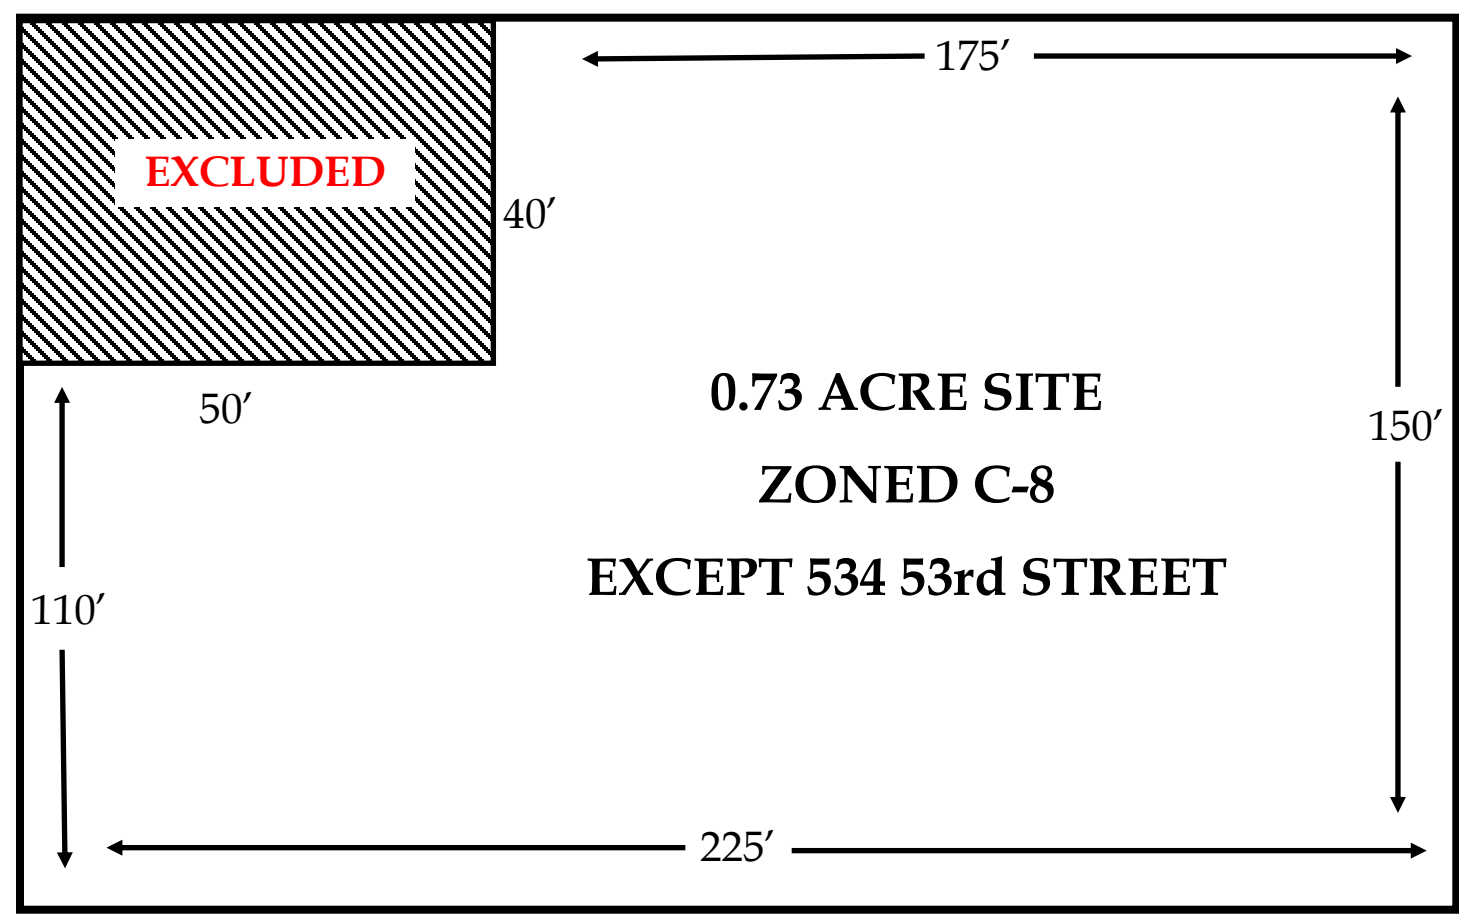 175′
EXCLUDED
40′
50′
0.73 ACRE SITE
150′
ZONED C-8
EXCEPT 534 53rd STREET
110′
225′